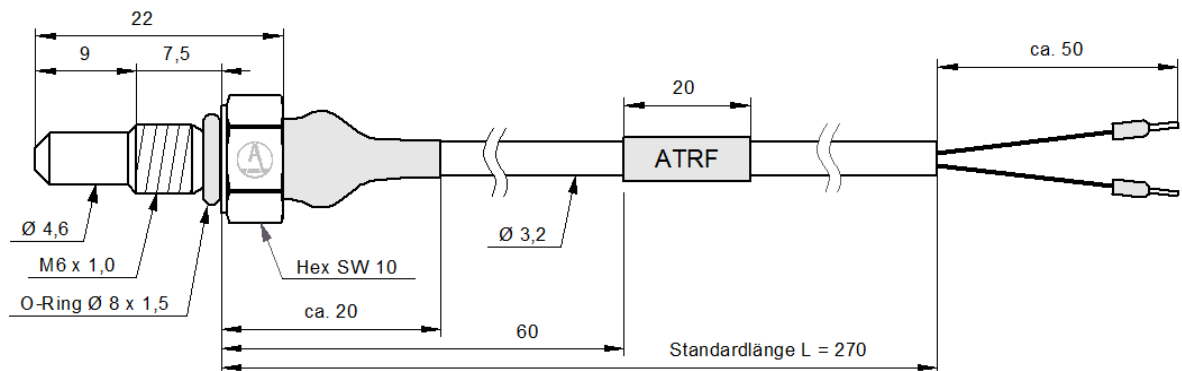 22
9
7,5
ca. 50
20
ATRF
Ø 4,6
Ø 3,2
M6 x 1,0
Hex SW 10
O-Ring Ø 8 x 1,5
ca. 20
60
Standardlänge L = 270